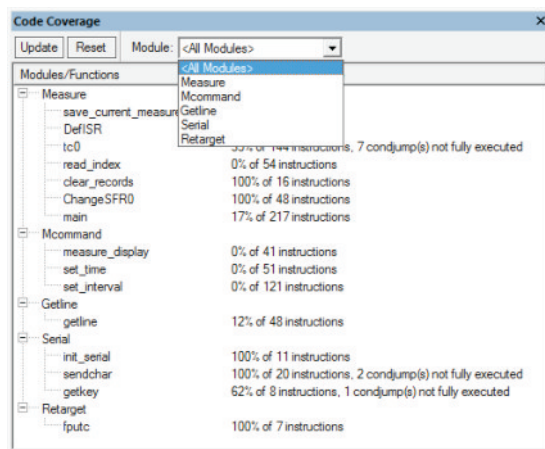 Code Coverage
Update Reset Module: <All Modules>
<All Modules>
Measure
Mcommand
Getline
Serial
Retarget
Modules/Functions
Measure
save_current_measure
DefISR
tc0 144 instructions, 7 condjump(s) not fully executed
read_index 0% of 54 instructions
clear_records 100% of 16 instructions
ChangeSFR0 100% of 48 instructions
main 17% of 217 instructions
Mcommand
measure_display 0% of 41 instructions
set_time 0% of 51 instructions
set_interval 0% of 121 instructions
Getline
getline 12% of 48 instructions
Serial
init_serial 100% of 11 instructions
sendchar 100% of 20 instructions, 2 condjump(s) not fully executed
getkey 62% of 8 instructions, 1 condjump(s) not fully executed
Retarget
fputc 100% of 7 instructions